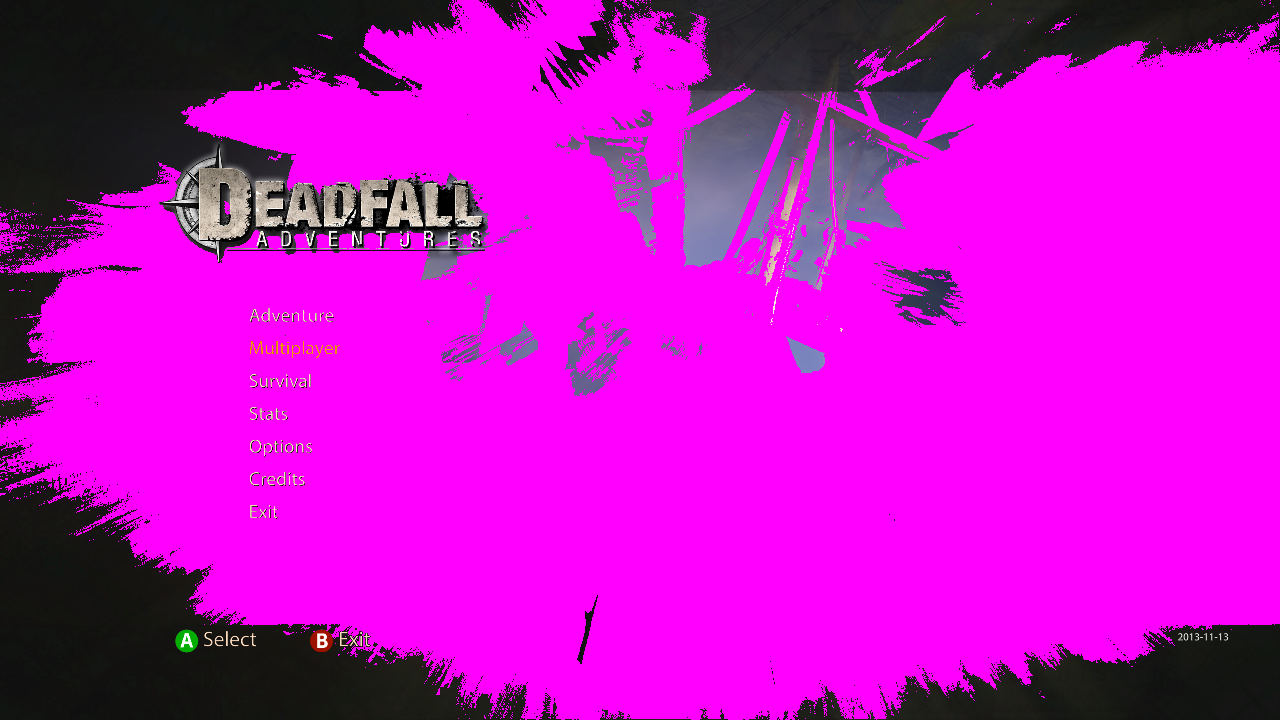 DEADFALL
ADVENTURES
Adventure
Multiplayer
Survival
Stats
Options
Credits
Exit
A Select B Exit
2013-11-13